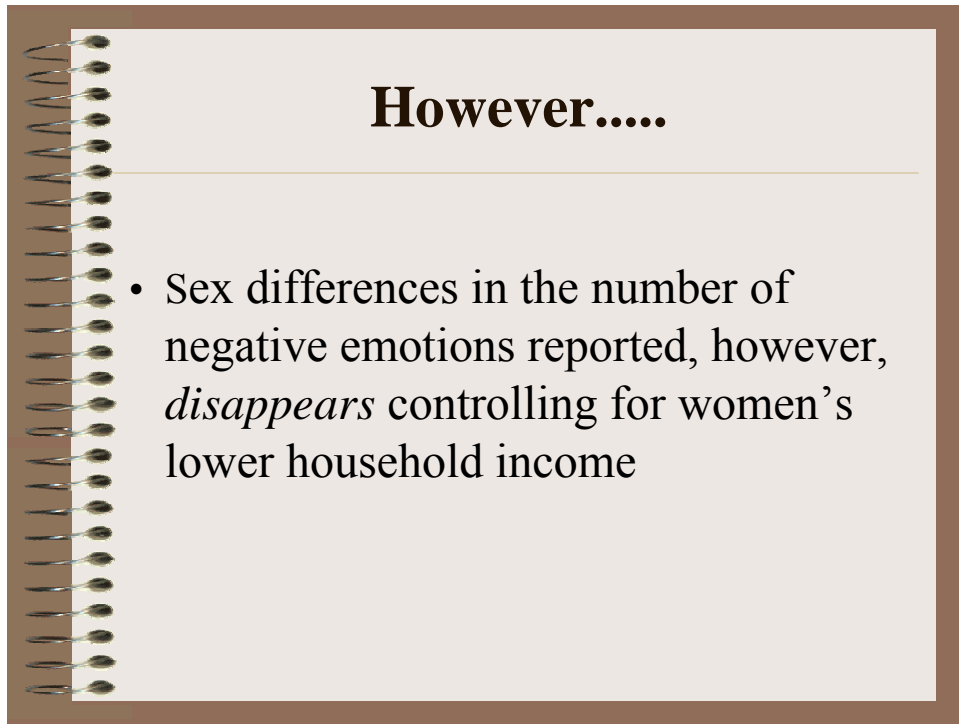 However.....
• Sex differences in the number of
negative emotions reported, however,
disappears controlling for women’s
lower household income